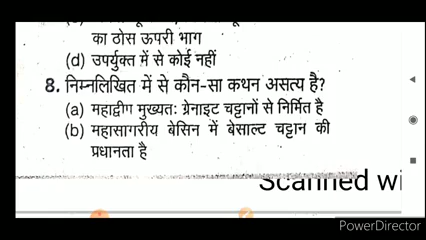 का ठोस ऊपरी भाग
(d) उपर्युक्त में से कोई नहीं
8. निम्नलिखित में से कौन-सा कथन असत्य है?
(a) महाद्वीप मुख्यतः ग्रेनाइट चट्टानों से निर्मित है
(b) महासागरीय बेसिन में बेसाल्ट चट्टान की
प्रधानता है
Scanned wi
PowerDirector